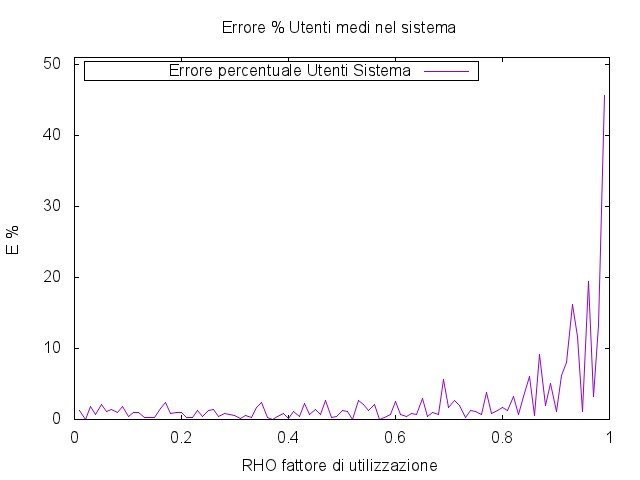 Errore % Utenti medi nel sistema
Errore percentuale Utenti Sistema
50
40
30
20
10
0
E %
0 0.2 0.4 0.6 0.8 1
RHO fattore di utilizzazione